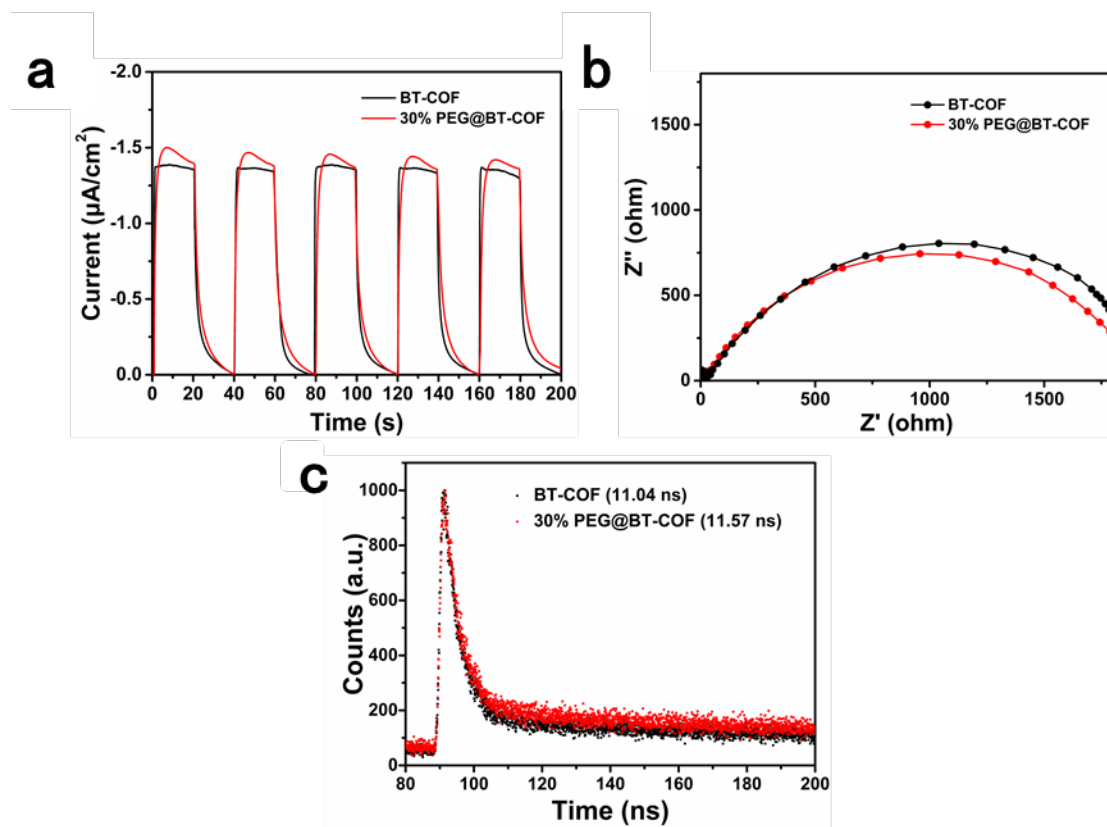 a
-2.0
-1.5
-1.0
-0.5
0.0
Current (µA/cm²)
BT-COF
30% PEG@BT-COF
0 20 40 60 80 100 120 140 160 180 200
Time (s)
b
1500
1000
500
0
Z'' (ohm)
BT-COF
30% PEG@BT-COF
0 500 1000 1500
Z' (ohm)
c
1000
800
600
400
200
0
Counts (a.u.)
BT-COF (11.04 ns)
30% PEG@BT-COF (11.57 ns)
80 100 120 140 160 180 200
Time (ns)